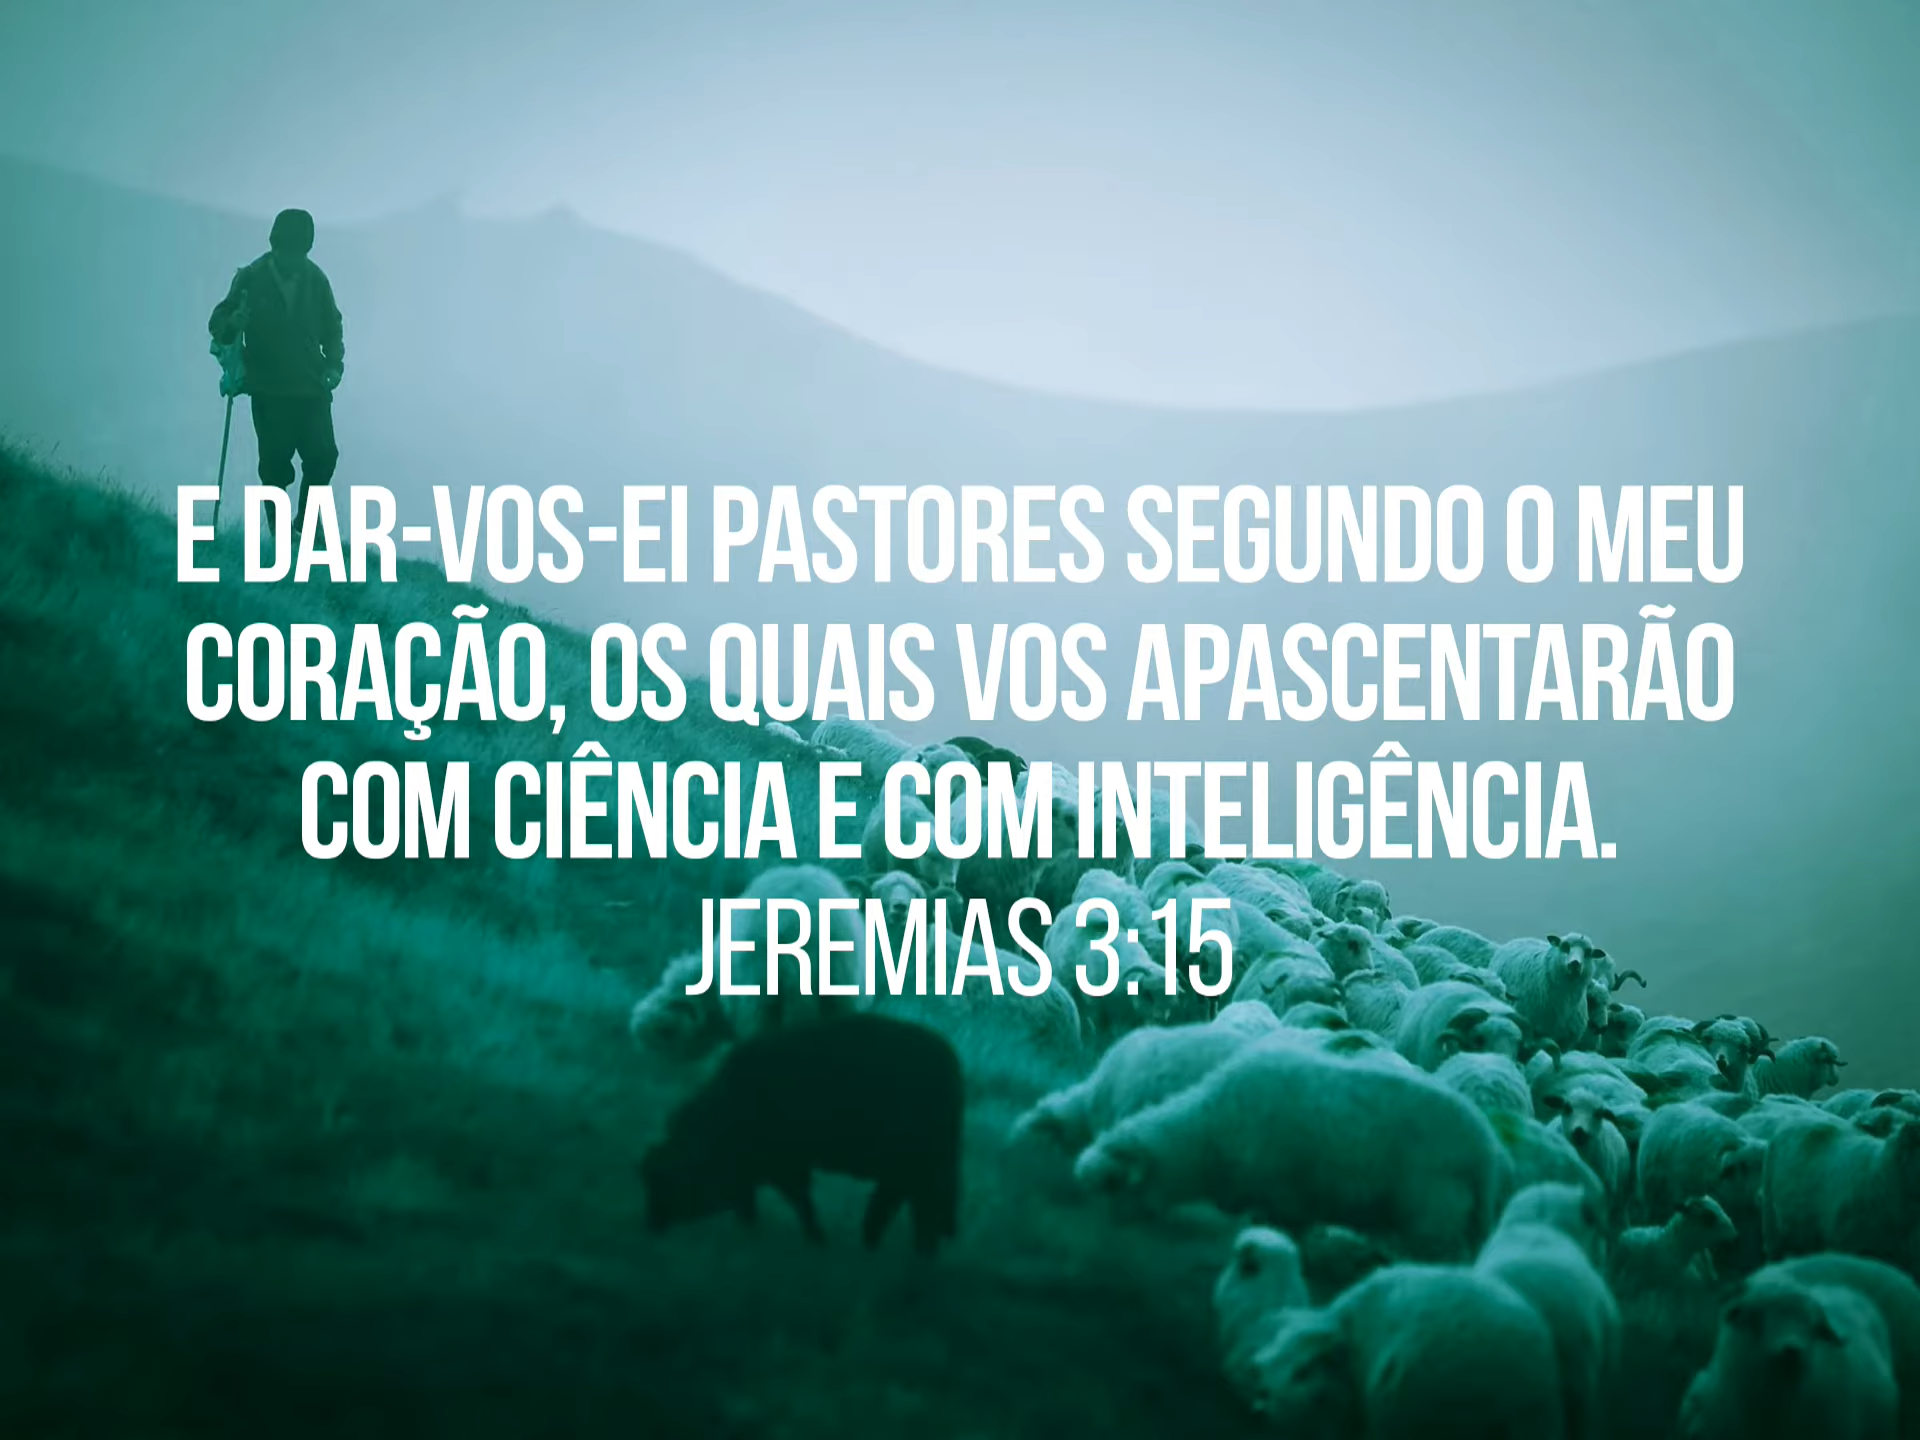 E DAR-VOS-EI PASTORES SEGUNDO O MEU
CORAÇÃO, OS QUAIS VOS APASCENTARÃO
COM CIÊNCIA E COM INTELIGÊNCIA.
JEREMIAS 3:15